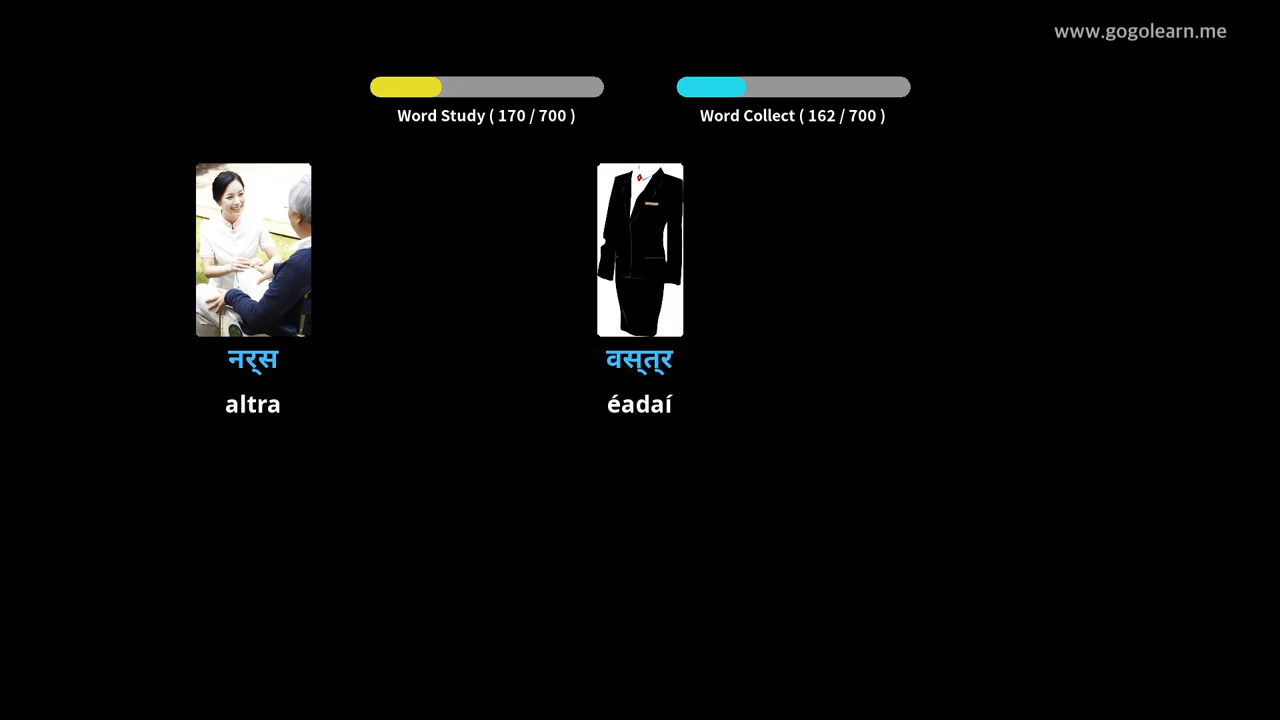 www.gogolearn.me
Word Study ( 170 / 700 )
Word Collect ( 162 / 700 )
नर्‌स
altra
वस्‌त्‌र
éadaí